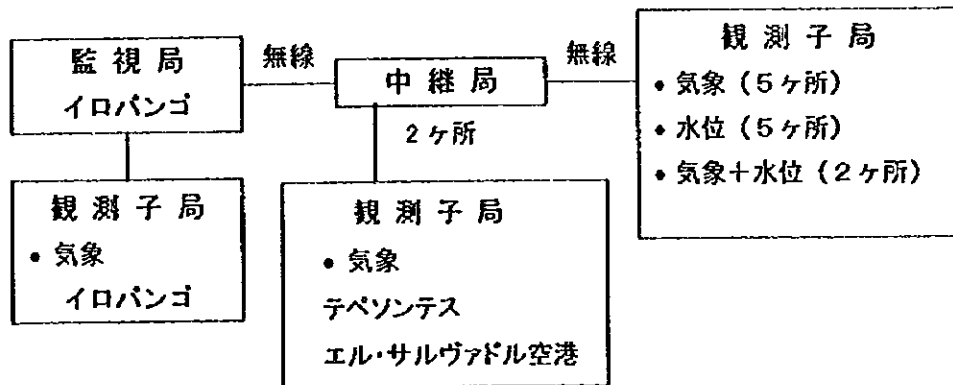 監視局
イロパンゴ
無線
中継局
2ヶ所
無線
観測子局
• 気象(5ヶ所)
• 水位(5ヶ所)
• 気象+水位(2ヶ所)
観測子局
• 気象
イロパンゴ
観測子局
• 気象
テペソンテス
エル・サルヴァドル空港